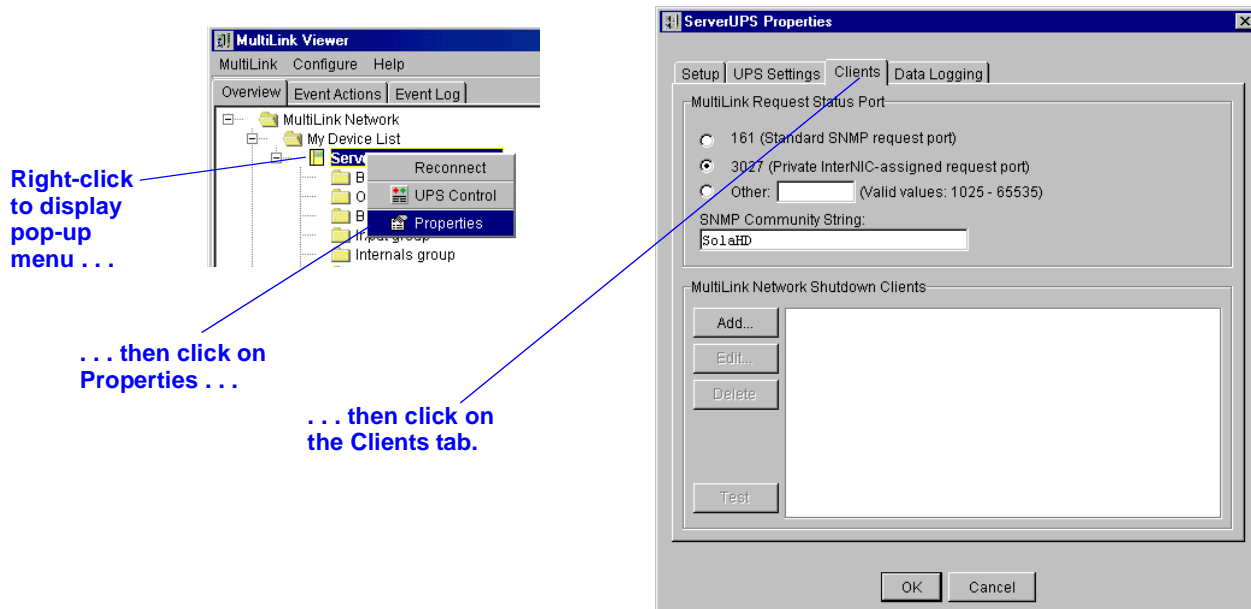 MultiLink Viewer
MultiLink Configure Help
Overview Event Actions Event Log
MultiLink Network
My Device List
Serv
B
O
B
Input group
Internals group
Reconnect
UPS Control
Properties
Right-click
to display
pop-up
menu . . .
. . . then click on
Properties . . .
. . . then click on
the Clients tab.
ServerUPS Properties
Setup UPS Settings Clients Data Logging
MultiLink Request Status Port
161 (Standard SNMP request port)
3027 (Private InterNIC-assigned request port)
Other: (Valid values: 1025 - 65535)
SNMP Community String:
SolaHD
MultiLink Network Shutdown Clients
Add...
Edit...
Delete
Test
OK Cancel